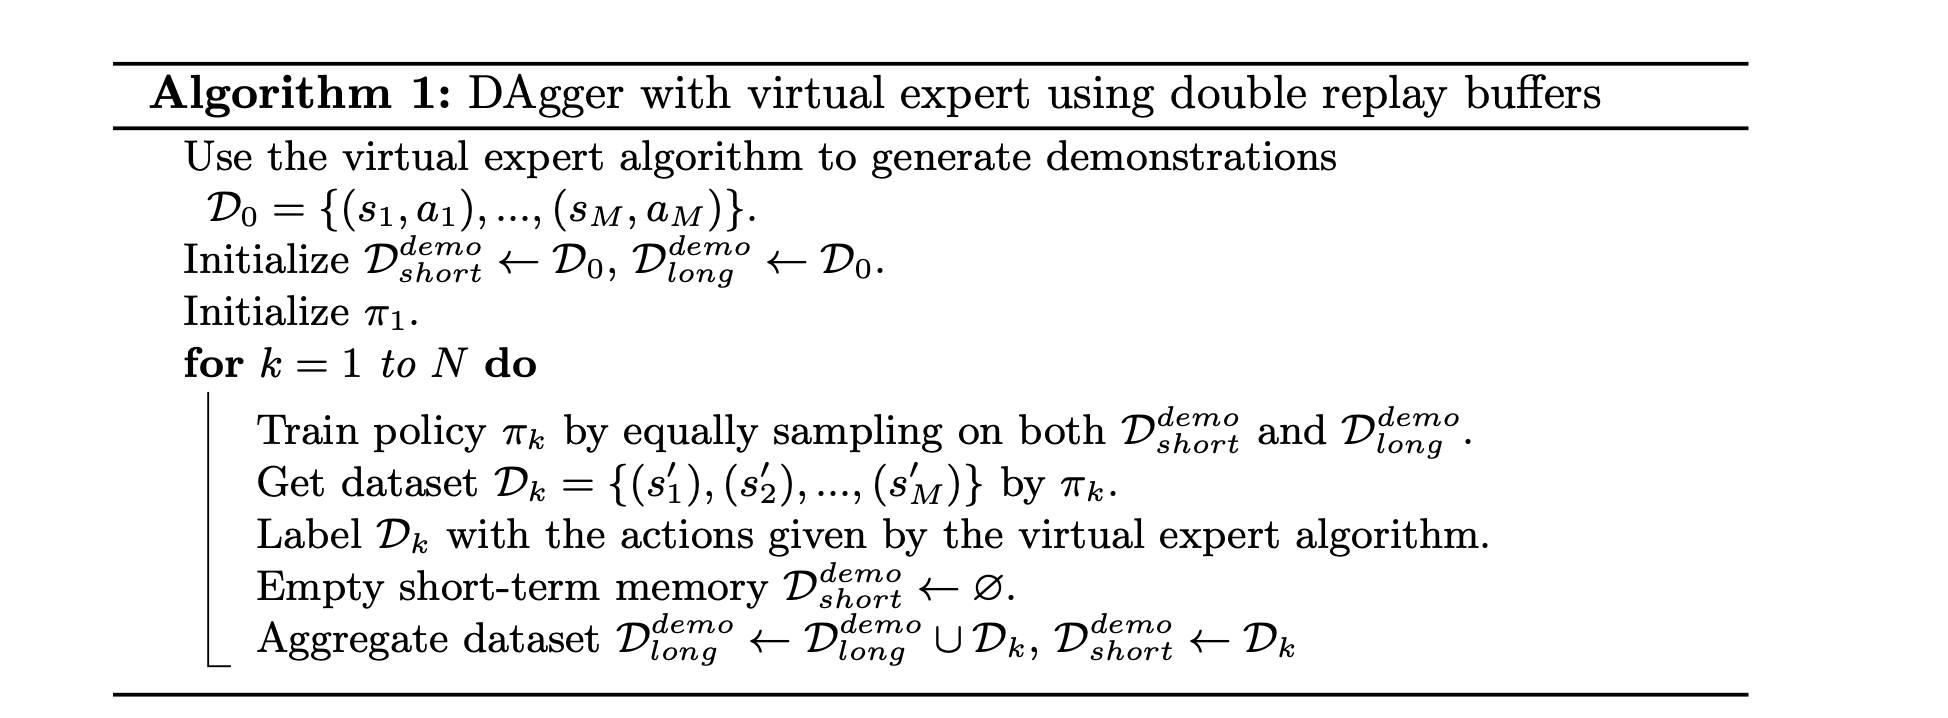 Algorithm 1: DAgger with virtual expert using double replay buffers
Use the virtual expert algorithm to generate demonstrations
$\mathcal{D}_0 = \{(s_1, a_1), ..., (s_M, a_M)\}.$
Initialize $\mathcal{D}_{short}^{demo} \leftarrow \mathcal{D}_0$, $\mathcal{D}_{long}^{demo} \leftarrow \mathcal{D}_0$.
Initialize $\pi_1$.
for $k = 1$ to $N$ do
Train policy $\pi_k$ by equally sampling on both $\mathcal{D}_{short}^{demo}$ and $\mathcal{D}_{long}^{demo}$.
Get dataset $\mathcal{D}_k = \{(s'_1), (s'_2), ..., (s'_M)\}$ by $\pi_k$.
Label $\mathcal{D}_k$ with the actions given by the virtual expert algorithm.
Empty short-term memory $\mathcal{D}_{short}^{demo} \leftarrow \varnothing$.
Aggregate dataset $\mathcal{D}_{long}^{demo} \leftarrow \mathcal{D}_{long}^{demo} \cup \mathcal{D}_k$, $\mathcal{D}_{short}^{demo} \leftarrow \mathcal{D}_k$